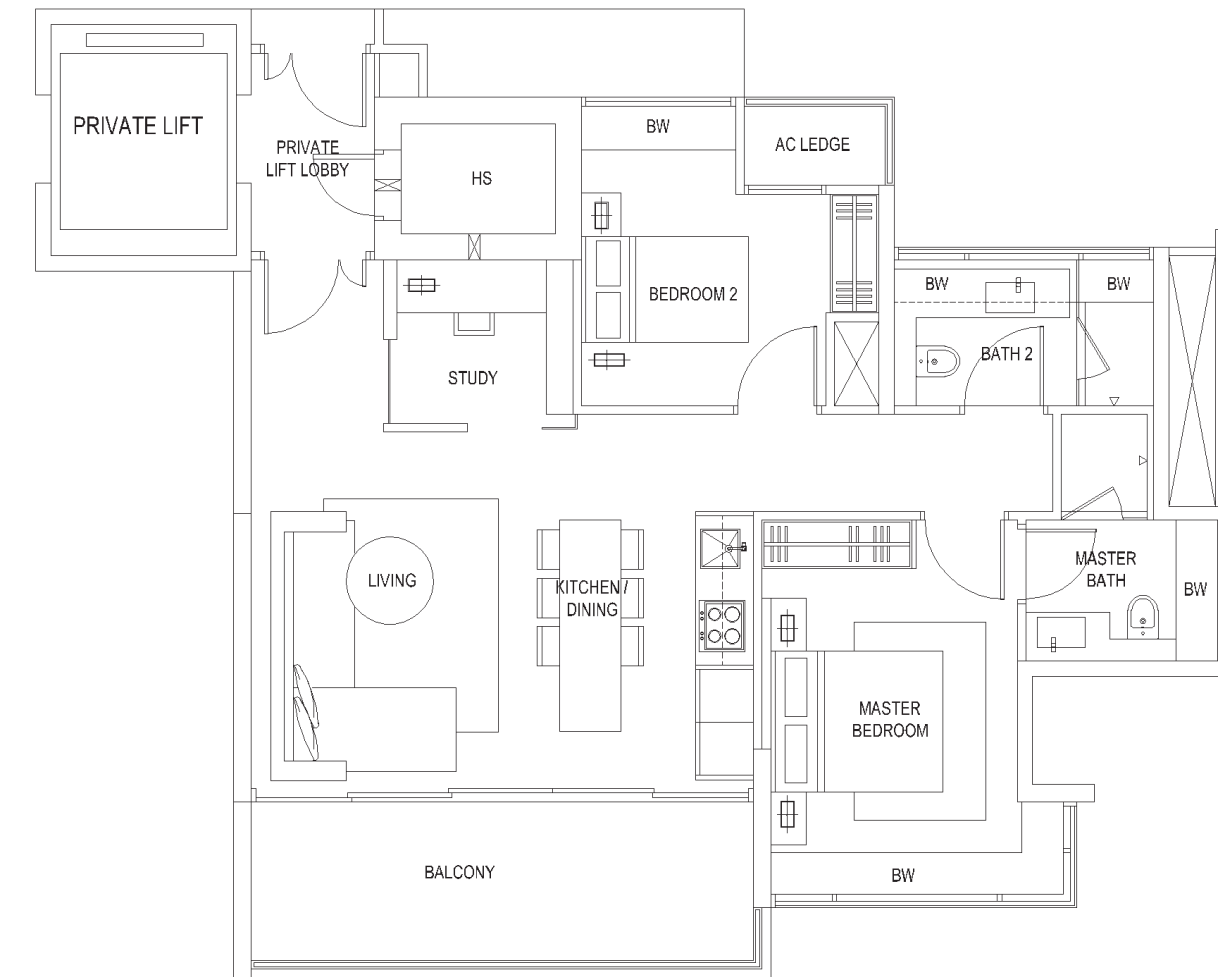 PRIVATE LIFT
PRIVATE
LIFT LOBBY
HS
BW
AC LEDGE
BEDROOM 2
BW
BW
BATH 2
STUDY
LIVING
KITCHEN /
DINING
MASTER
BATH
BW
MASTER
BEDROOM
BALCONY
BW